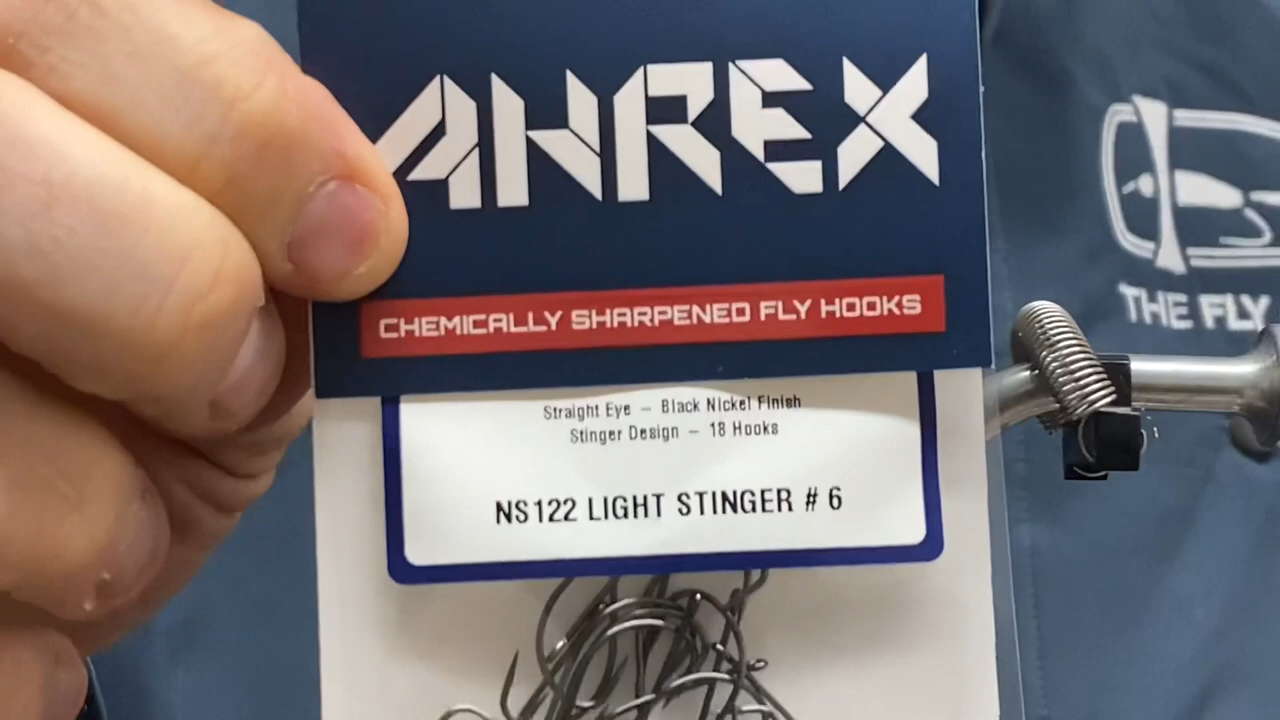 AHREX
CHEMICALLY SHARPENED FLY HOOKS
Straight Eye – Black Nickel Finish
Stinger Design – 18 Hooks
NS122 LIGHT STINGER # 6
THE FLY